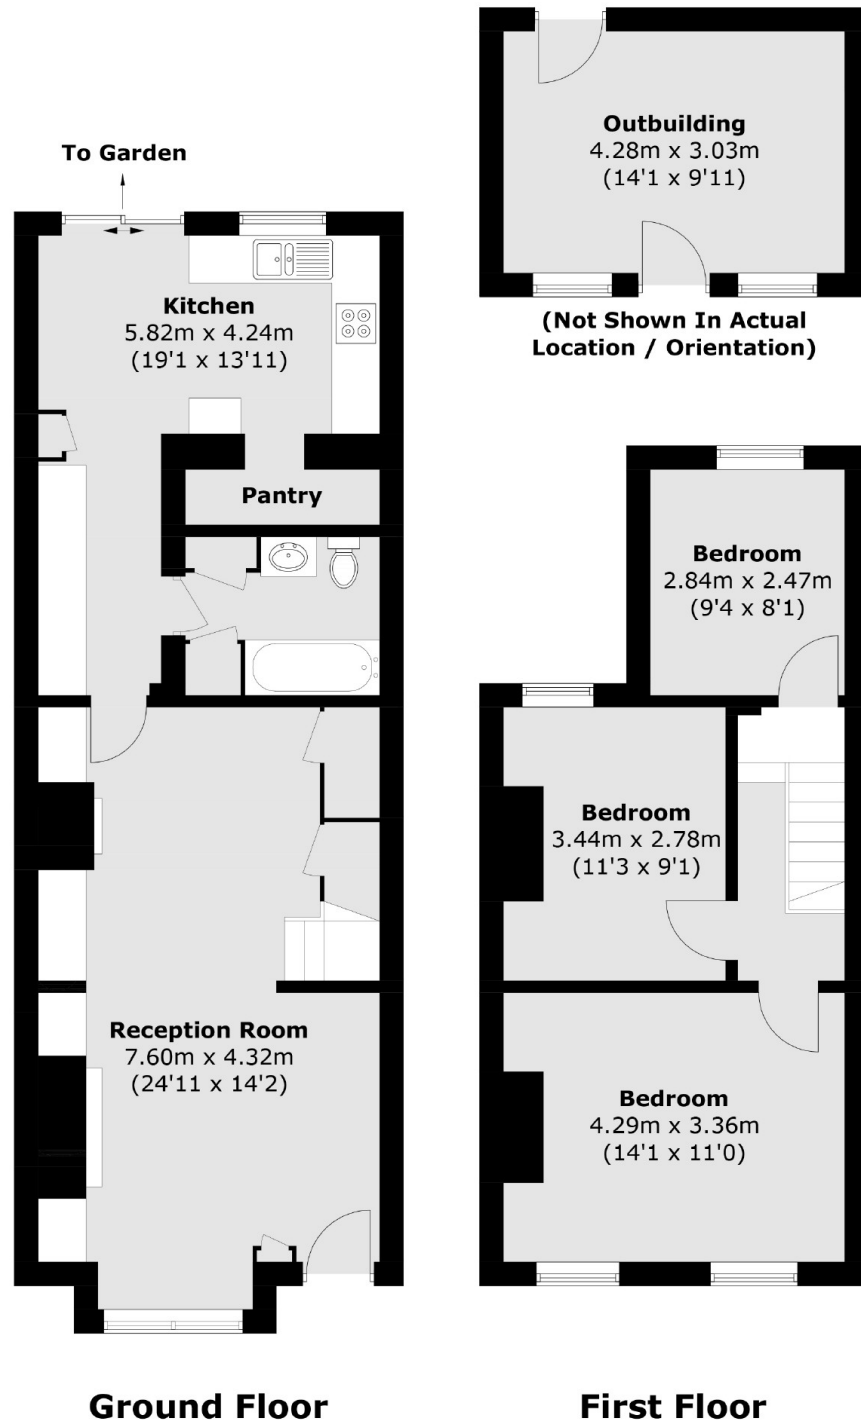 To Garden
Kitchen
5.82m x 4.24m
(19'1 x 13'11)
Pantry
Reception Room
7.60m x 4.32m
(24'11 x 14'2)
Ground Floor
Outbuilding
4.28m x 3.03m
(14'1 x 9'11)
(Not Shown In Actual
Location / Orientation)
Bedroom
2.84m x 2.47m
(9'4 x 8'1)
Bedroom
3.44m x 2.78m
(11'3 x 9'1)
Bedroom
4.29m x 3.36m
(14'1 x 11'0)
First Floor